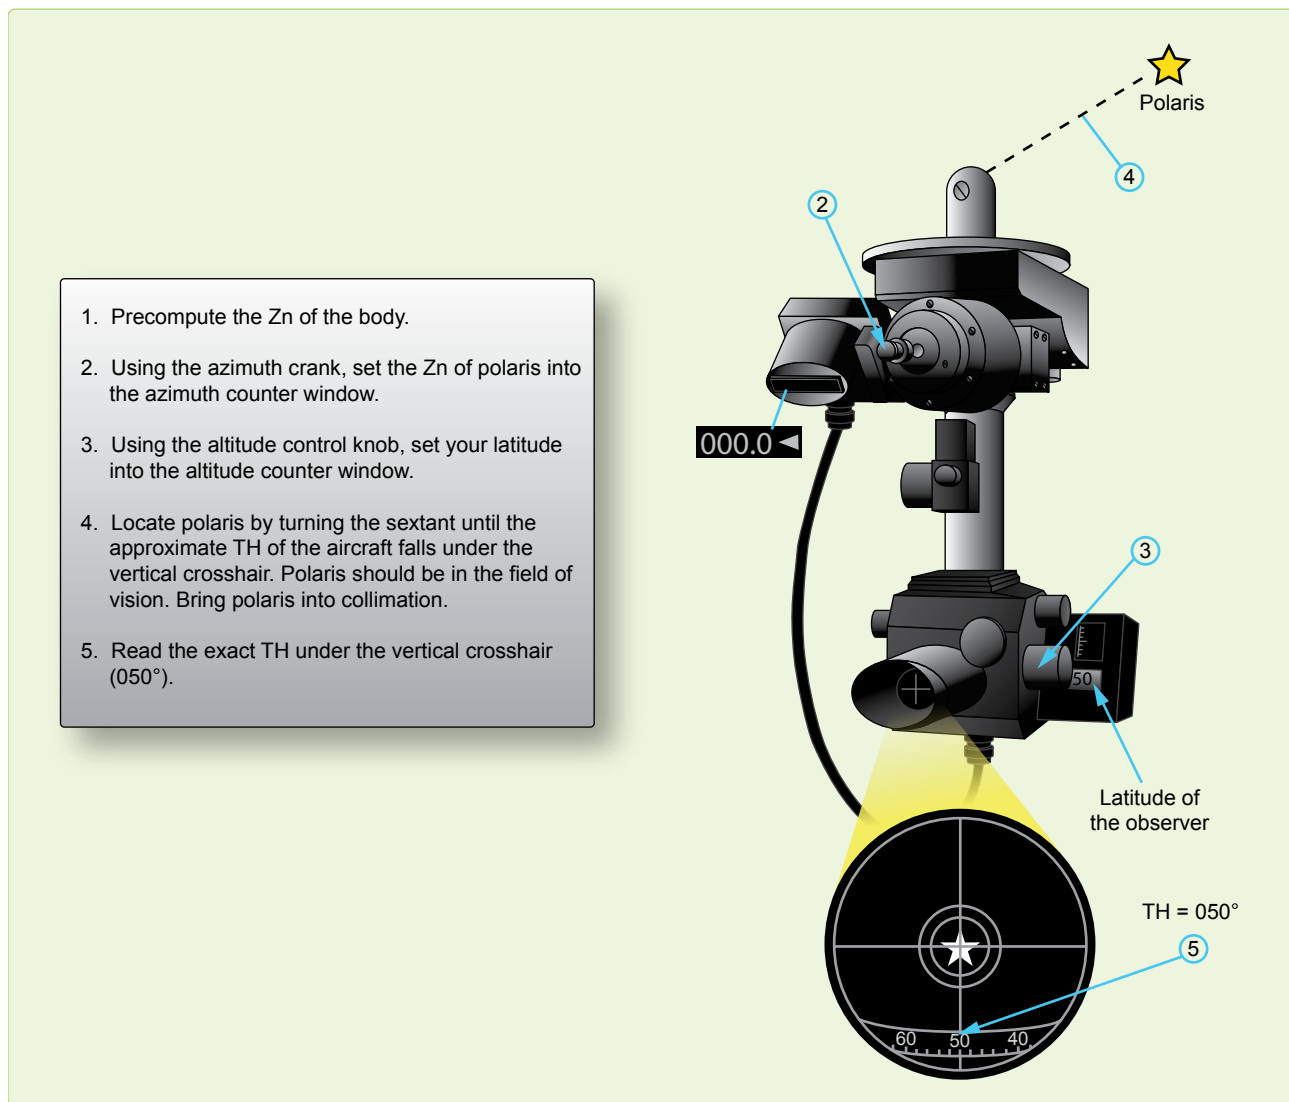 1. Precompute the Zn of the body.
2. Using the azimuth crank, set the Zn of polaris into
the azimuth counter window.
3. Using the altitude control knob, set your latitude
into the altitude counter window.
4. Locate polaris by turning the sextant until the
approximate TH of the aircraft falls under the
vertical crosshair. Polaris should be in the field of
vision. Bring polaris into collimation.
5. Read the exact TH under the vertical crosshair
(050°).
Polaris
4
2
000.0
3
50
Latitude of
the observer
TH = 050°
5
60 50 40